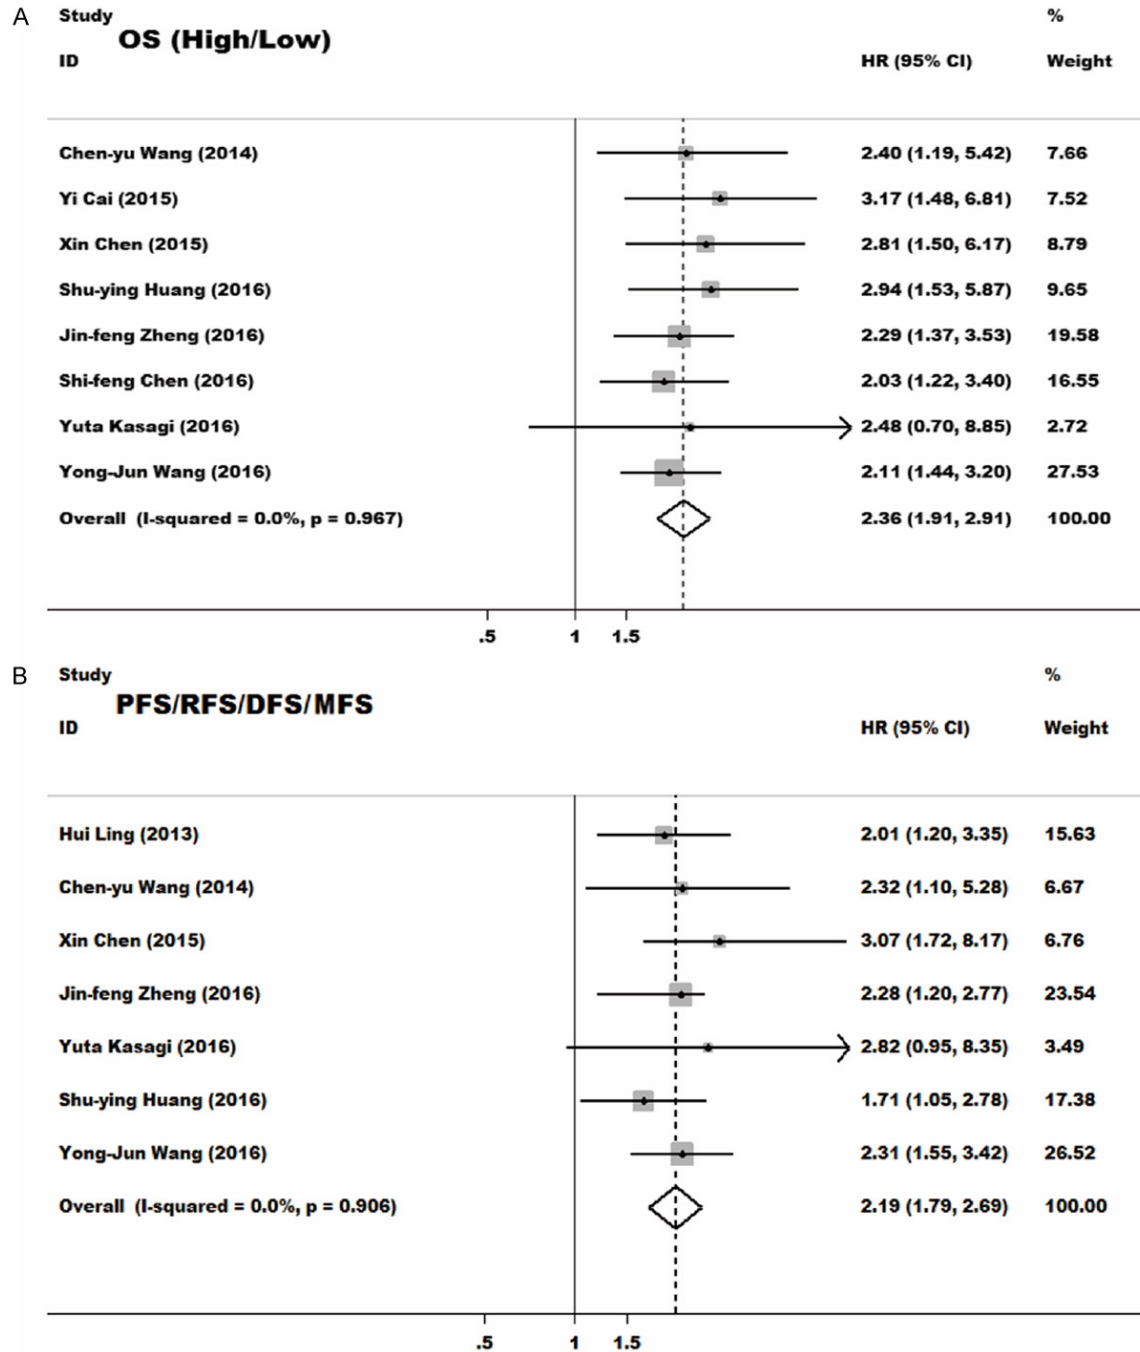 A
Study %
OS (High/Low)
ID HR (95% CI) Weight
Chen-yu Wang (2014) 2.40 (1.19, 5.42) 7.66
Yi Cai (2015) 3.17 (1.48, 6.81) 7.52
Xin Chen (2015) 2.81 (1.50, 6.17) 8.79
Shu-ying Huang (2016) 2.94 (1.53, 5.87) 9.65
Jin-feng Zheng (2016) 2.29 (1.37, 3.53) 19.58
Shi-feng Chen (2016) 2.03 (1.22, 3.40) 16.55
Yuta Kasagi (2016) 2.48 (0.70, 8.85) 2.72
Yong-Jun Wang (2016) 2.11 (1.44, 3.20) 27.53
Overall (I-squared = 0.0%, p = 0.967) 2.36 (1.91, 2.91) 100.00
.5 1 1.5
B
Study %
PFS/RFS/DFS/MFS
ID HR (95% CI) Weight
Hui Ling (2013) 2.01 (1.20, 3.35) 15.63
Chen-yu Wang (2014) 2.32 (1.10, 5.28) 6.67
Xin Chen (2015) 3.07 (1.72, 8.17) 6.76
Jin-feng Zheng (2016) 2.28 (1.20, 2.77) 23.54
Yuta Kasagi (2016) 2.82 (0.95, 8.35) 3.49
Shu-ying Huang (2016) 1.71 (1.05, 2.78) 17.38
Yong-Jun Wang (2016) 2.31 (1.55, 3.42) 26.52
Overall (I-squared = 0.0%, p = 0.906) 2.19 (1.79, 2.69) 100.00
.5 1 1.5